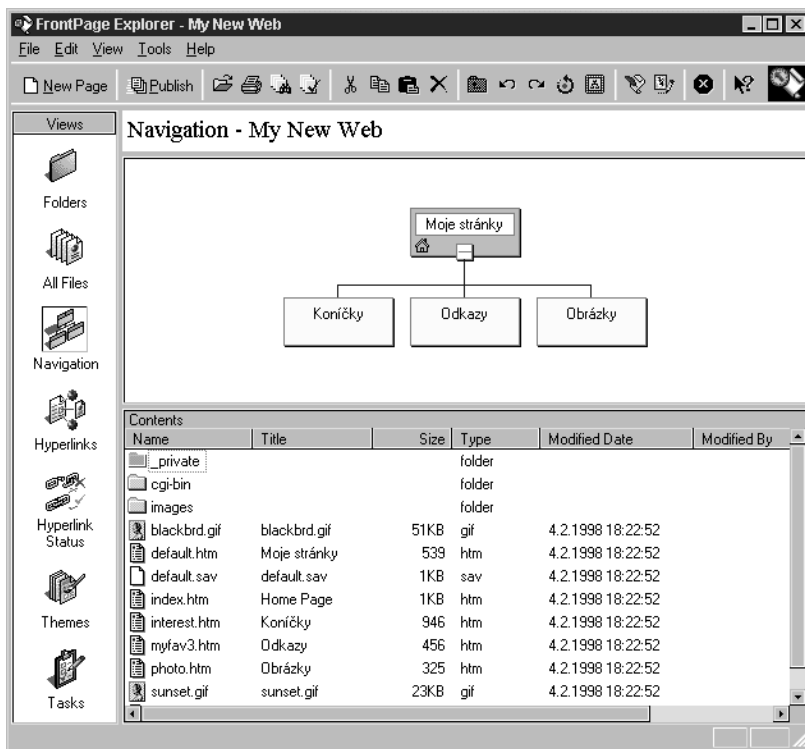 FrontPage Explorer - My New Web
File Edit View Tools Help
New Page Publish
Views
Folders
All Files
Navigation
Hyperlinks
Hyperlink
Status
Themes
Tasks
Navigation - My New Web
Moje stránky
Koníčky Odkazy Obrázky
Contents
Name Title Size Type Modified Date Modified By
_private folder
cgi-bin folder
images folder
blackbrd.gif blackbrd.gif 51KB gif 4.2.1998 18:22:52
default.htm Moje stránky 539 htm 4.2.1998 18:22:52
default.sav default.sav 1KB sav 4.2.1998 18:22:52
index.htm Home Page 1KB htm 4.2.1998 18:22:52
interest.htm Koníčky 946 htm 4.2.1998 18:22:52
myfav3.htm Odkazy 456 htm 4.2.1998 18:22:52
photo.htm Obrázky 325 htm 4.2.1998 18:22:52
sunset.gif sunset.gif 23KB gif 4.2.1998 18:22:52